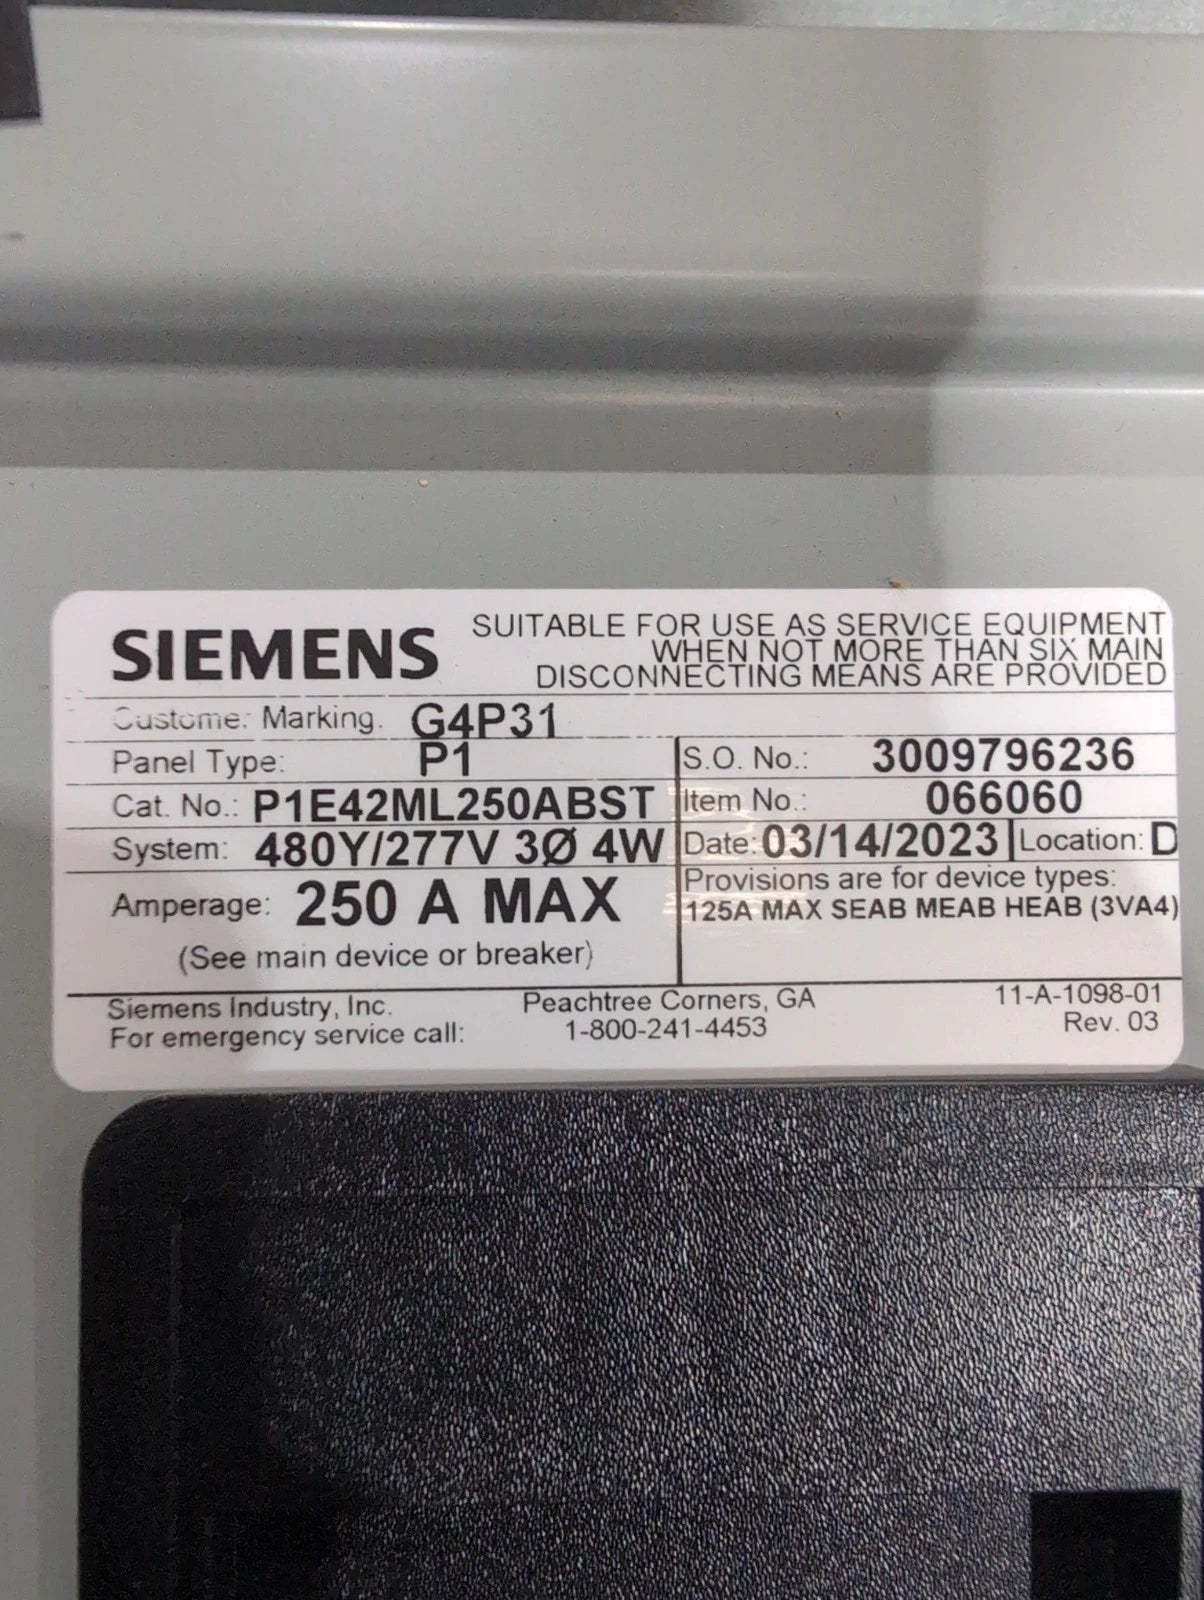 SIEMENS
SUITABLE FOR USE AS SERVICE EQUIPMENT
WHEN NOT MORE THAN SIX MAIN
DISCONNECTING MEANS ARE PROVIDED
Customer Marking. G4P31
Panel Type: P1
S.O. No.: 3009796236
Cat. No.: P1E42ML250ABST
Item No.: 066060
System: 480Y/277V 3Ø 4W
Date: 03/14/2023 Location: D
Amperage: 250 A MAX
(See main device or breaker)
Provisions are for device types:
125A MAX SEAB MEAB HEAB (3VA4)
Siemens Industry, Inc. Peachtree Corners, GA 11-A-1098-01
For emergency service call: 1-800-241-4453 Rev. 03